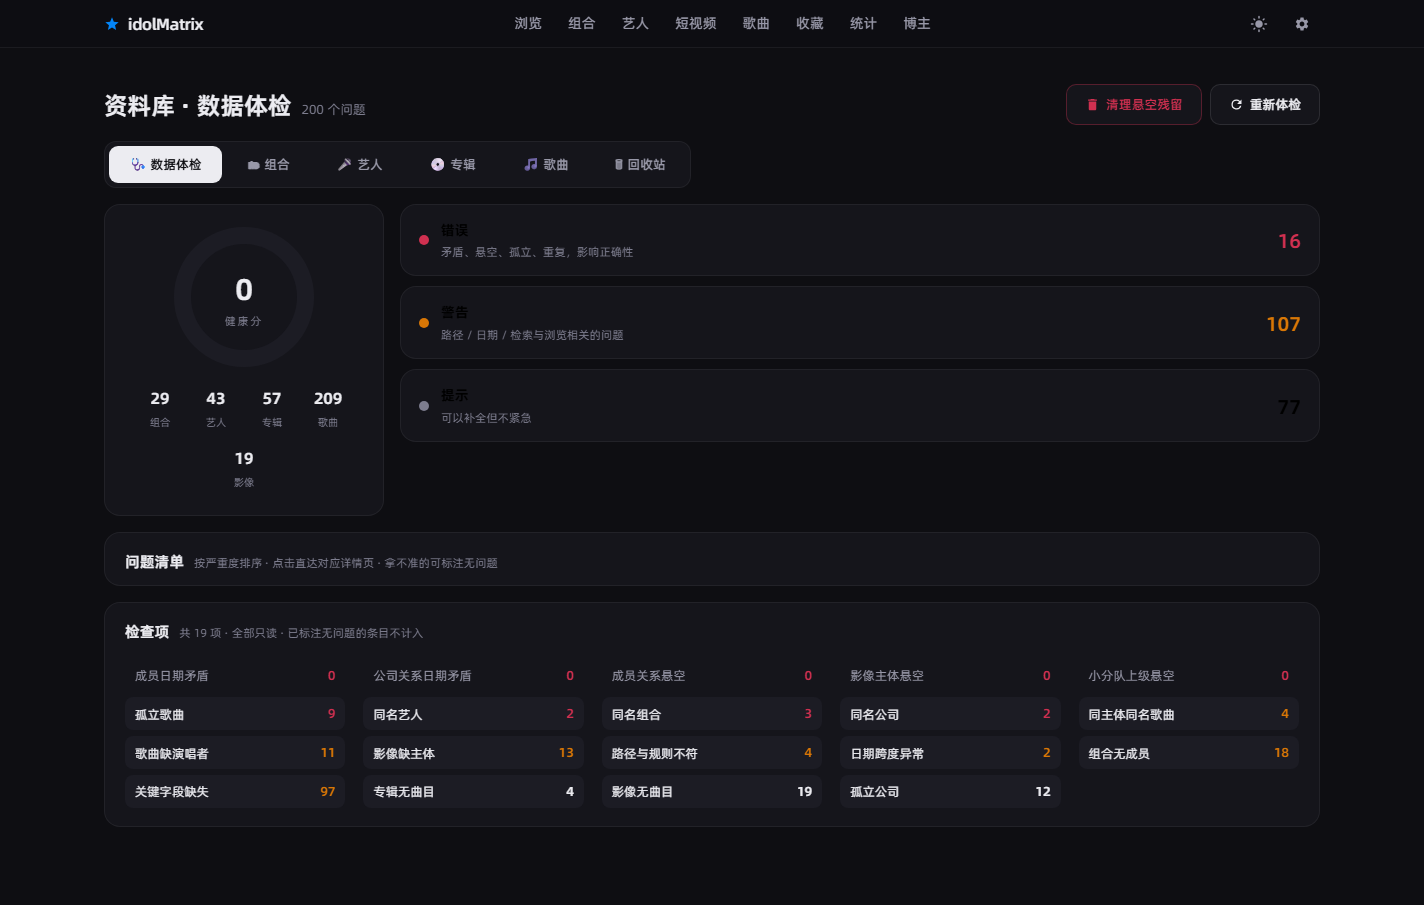 idolMatrix 浏览 组合 艺人 短视频 歌曲 收藏 统计 博主
资料库 · 数据体检 200 个问题 清理悬空残留 重新体检
数据体检 组合 艺人 专辑 歌曲 回收站
0
健康分
29 43 57 209
组合 艺人 专辑 歌曲
19
影像
错误
矛盾、悬空、孤立、重复，影响正确性
16
警告
路径 / 日期 / 检索与浏览相关的问题
107
提示
可以补全但不紧急
77
问题清单 按严重度排序 · 点击直达对应详情页 · 拿不准的可标注无问题
检查项 共 19 项 · 全部只读 · 已标注无问题的条目不计入
成员日期矛盾 0 公司关系日期矛盾 0 成员关系悬空 0 影像主体悬空 0 小分队上级悬空 0
孤立歌曲 9 同名艺人 2 同名组合 3 同名公司 2 同主体同名歌曲 4
歌曲缺演唱者 11 影像缺主体 13 路径与规则不符 4 日期跨度异常 2 组合无成员 18
关键字段缺失 97 专辑无曲目 4 影像无曲目 19 孤立公司 12